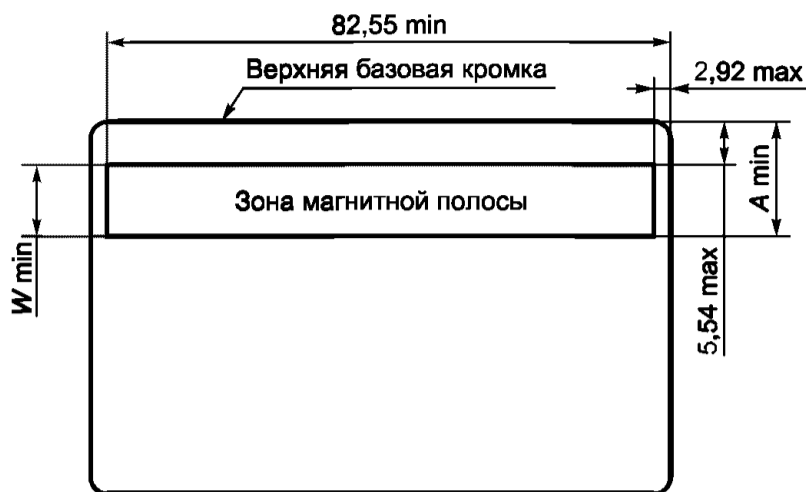 82,55 min
Верхняя базовая кромка
2,92 max
Зона магнитной полосы
W min
A min
5,54 max